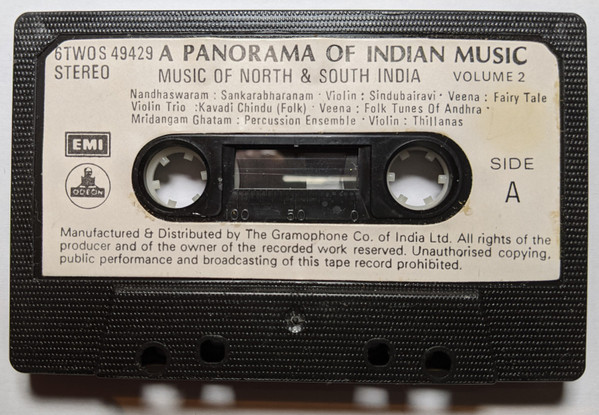 6TWOS 49429 A PANORAMA OF INDIAN MUSIC
STEREO MUSIC OF NORTH & SOUTH INDIA VOLUME 2
Nandhaswaram : Sankarabharanam · Violin : Sindubairavi · Veena : Fairy Tale
Violin Trio :Kavadi Chindu (Folk) · Veena : Folk Tunes Of Andhra ·
Mridangam Ghatam : Percussion Ensemble · Violin : Thillanas
EMI
ODEON
SIDE
A
100 50 0
Manufactured & Distributed by The Gramophone Co. of India Ltd. All rights of the
producer and of the owner of the recorded work reserved. Unauthorised copying,
public performance and broadcasting of this tape record prohibited.